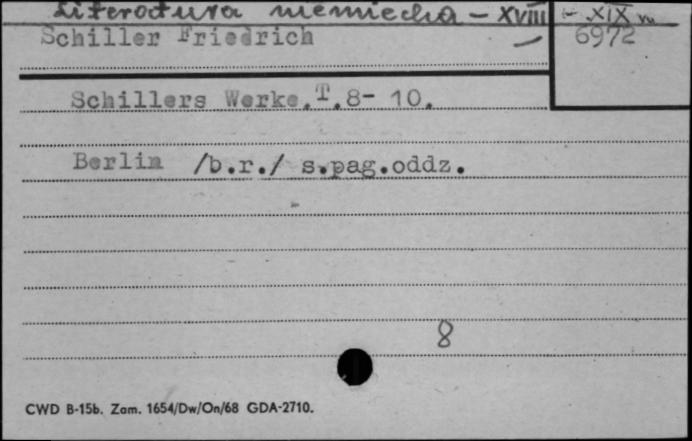 Literatura niemiecka - XVIII - XIX w
Schiller Friedrich 6972
Schillers Werke.T.8- 10.
Berlin /b.r./ s.pag.oddz.
8
CWD B-15b. Zam. 1654/Dw/On/68 GDA-2710.